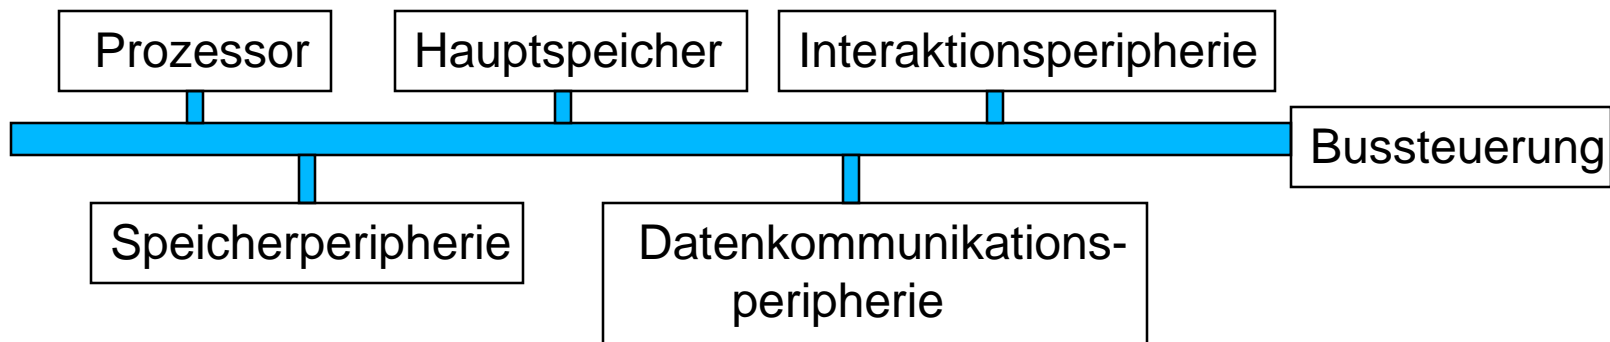 Prozessor
Hauptspeicher
Interaktionsperipherie
Bussteuerung
Speicherperipherie
Datenkommunikations-
peripherie